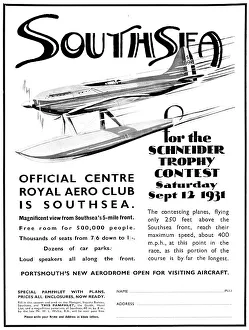 SOUTHSEA
for the
SCHNEIDER
TROPHY
CONTEST
Saturday
Sept 12 1931
OFFICIAL CENTRE
ROYAL AERO CLUB
IS SOUTHSEA.
Magnificent view from Southsea's 5-mile front.
Free room for 500,000 people.
Thousands of seats from 7/6 down to 1/-.
Dozens of car parks.
Loud speakers all along the front.
The contesting planes, flying
only 250 feet above the
Southsea front, reach their
maximum speed, about 400
m.p.h., at this point in the
race, as this portion of the
course is by far the longest.
PORTSMOUTH'S NEW AERODROME OPEN FOR VISITING AIRCRAFT.
SPECIAL PAMPHLET WITH PLANS,
PRICES ALL ENCLOSURES, NOW READY.
NAME
ADDRESS